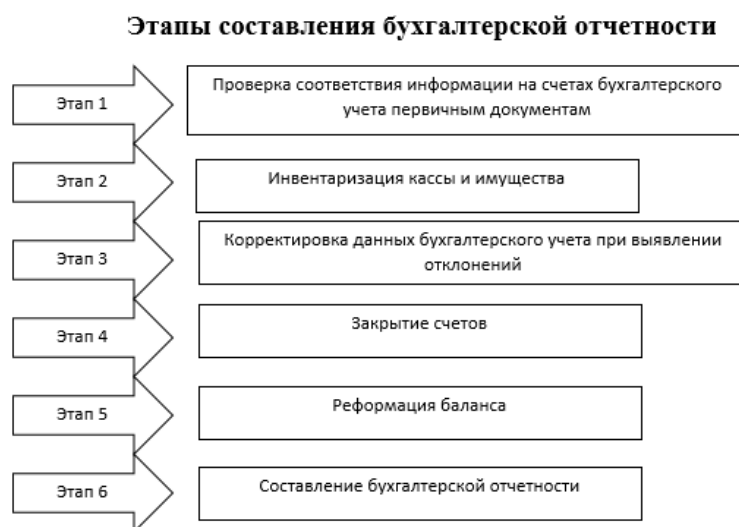 Этапы составления бухгалтерской отчетности
Этап 1
Проверка соответствия информации на счетах бухгалтерского
учета первичным документам
Этап 2
Инвентаризация кассы и имущества
Этап 3
Корректировка данных бухгалтерского учета при выявлении
отклонений
Этап 4
Закрытие счетов
Этап 5
Реформация баланса
Этап 6
Составление бухгалтерской отчетности